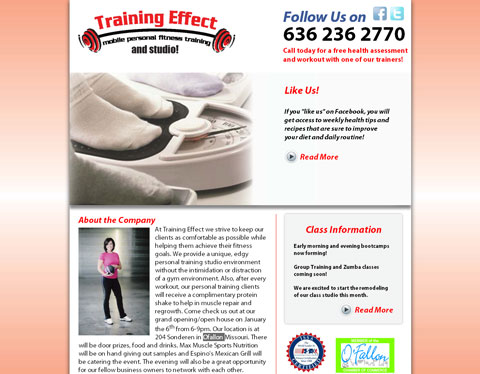 Training Effect
mobile personal fitness training
and studio!
Follow Us on
636 236 2770
Call today for a free health assessment
and workout with one of our trainers!
Like Us!
If you "like us" on Facebook, you will
get access to weekly health tips and
recipes that are sure to improve
your diet and daily routine!
Read More
About the Company
At Training Effect we strive to keep our
clients as comfortable as possible while
helping them achieve their fitness
goals. We provide a unique, edgy
personal training studio environment
without the intimidation or distraction
of a gym environment. Also, after every
workout, our personal training clients
will receive a complimentary protein
shake to help in muscle repair and
regrowth. Come check us out at our
grand opening/open house on January
the 6th from 6-9pm. Our location is at
204 Sonderen in O'Fallon Missouri. There
will be door prizes, food and drinks, Max Muscle Sports Nutrition
will be on hand giving out samples and Espino's Mexican Grill will
be catering the event. The evening will also be a great opportunity
for our fellow business owners to network with each other.
Class Information
Early morning and evening bootcamps
now forming!
Group Training and Zumba classes
coming soon!
We are excited to start the remodeling
of our class studio this month.
Read More
O'Fallon